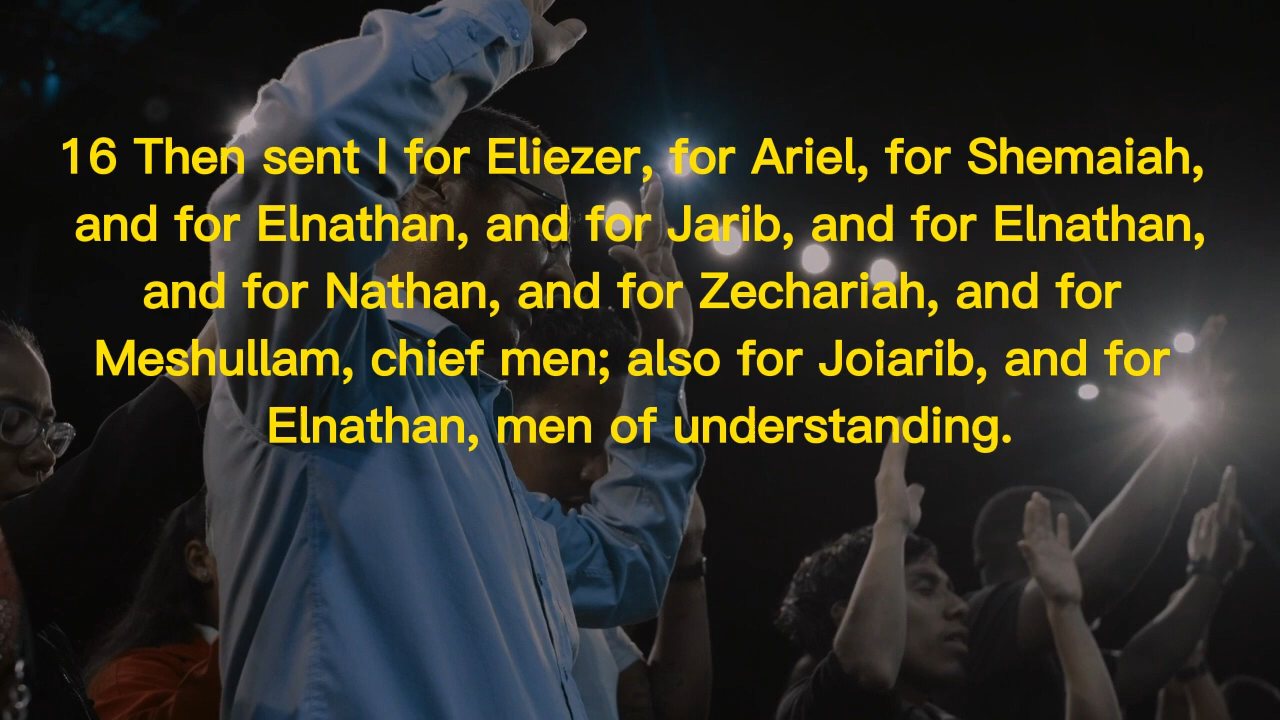 16 Then sent I for Eliezer, for Ariel, for Shemaiah,
and for Elnathan, and for Jarib, and for Elnathan,
and for Nathan, and for Zechariah, and for
Meshullam, chief men; also for Joiarib, and for
Elnathan, men of understanding.